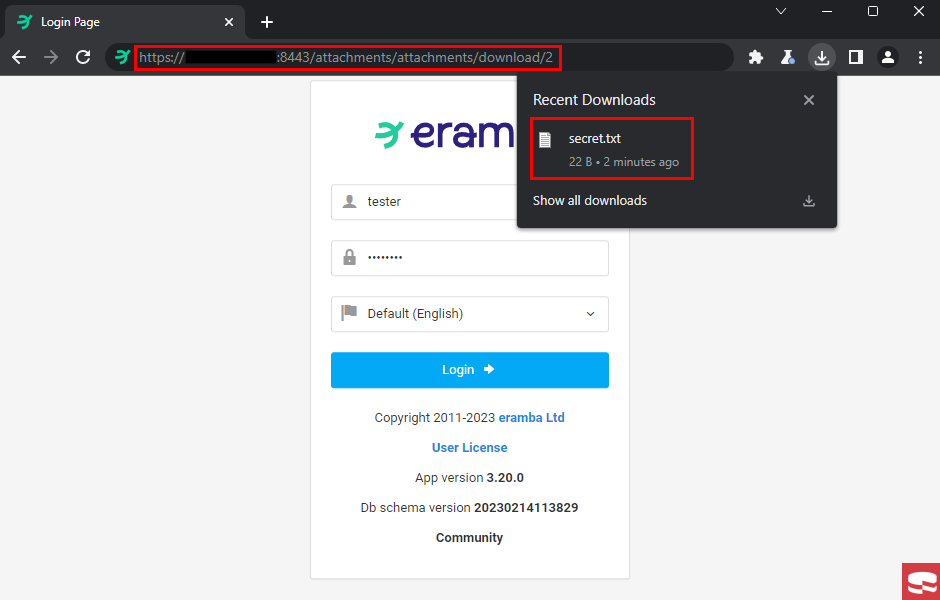 Login Page
https:// :8443/attachments/attachments/download/2
Recent Downloads
secret.txt
22 B • 2 minutes ago
Show all downloads
eram
tester
••••••••
Default (English)
Login
Copyright 2011-2023 eramba Ltd
User License
App version 3.20.0
Db schema version 20230214113829
Community